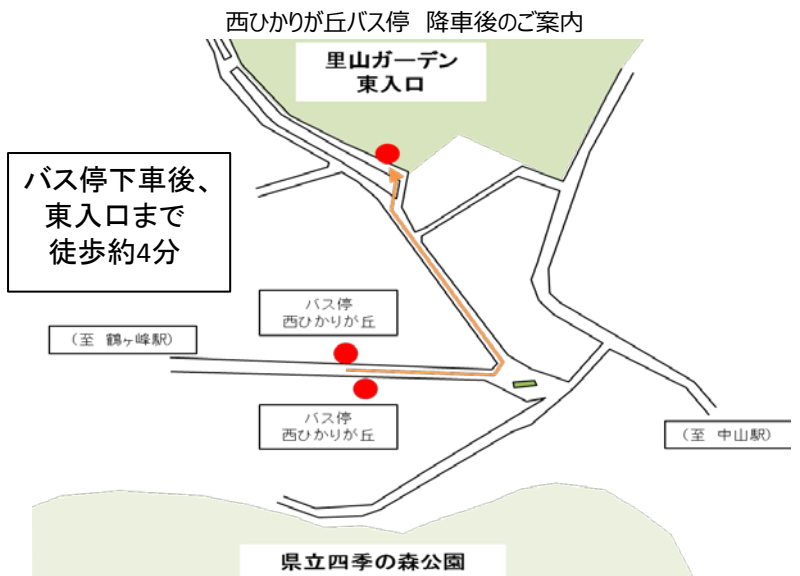 西ひかりが丘バス停 降車後のご案内
里山ガーデン
東入口
バス停下車後、
東入口まで
徒歩約4分
バス停
西ひかりが丘
(至 鶴ヶ峰駅)
バス停
西ひかりが丘
(至 中山駅)
県立四季の森公園